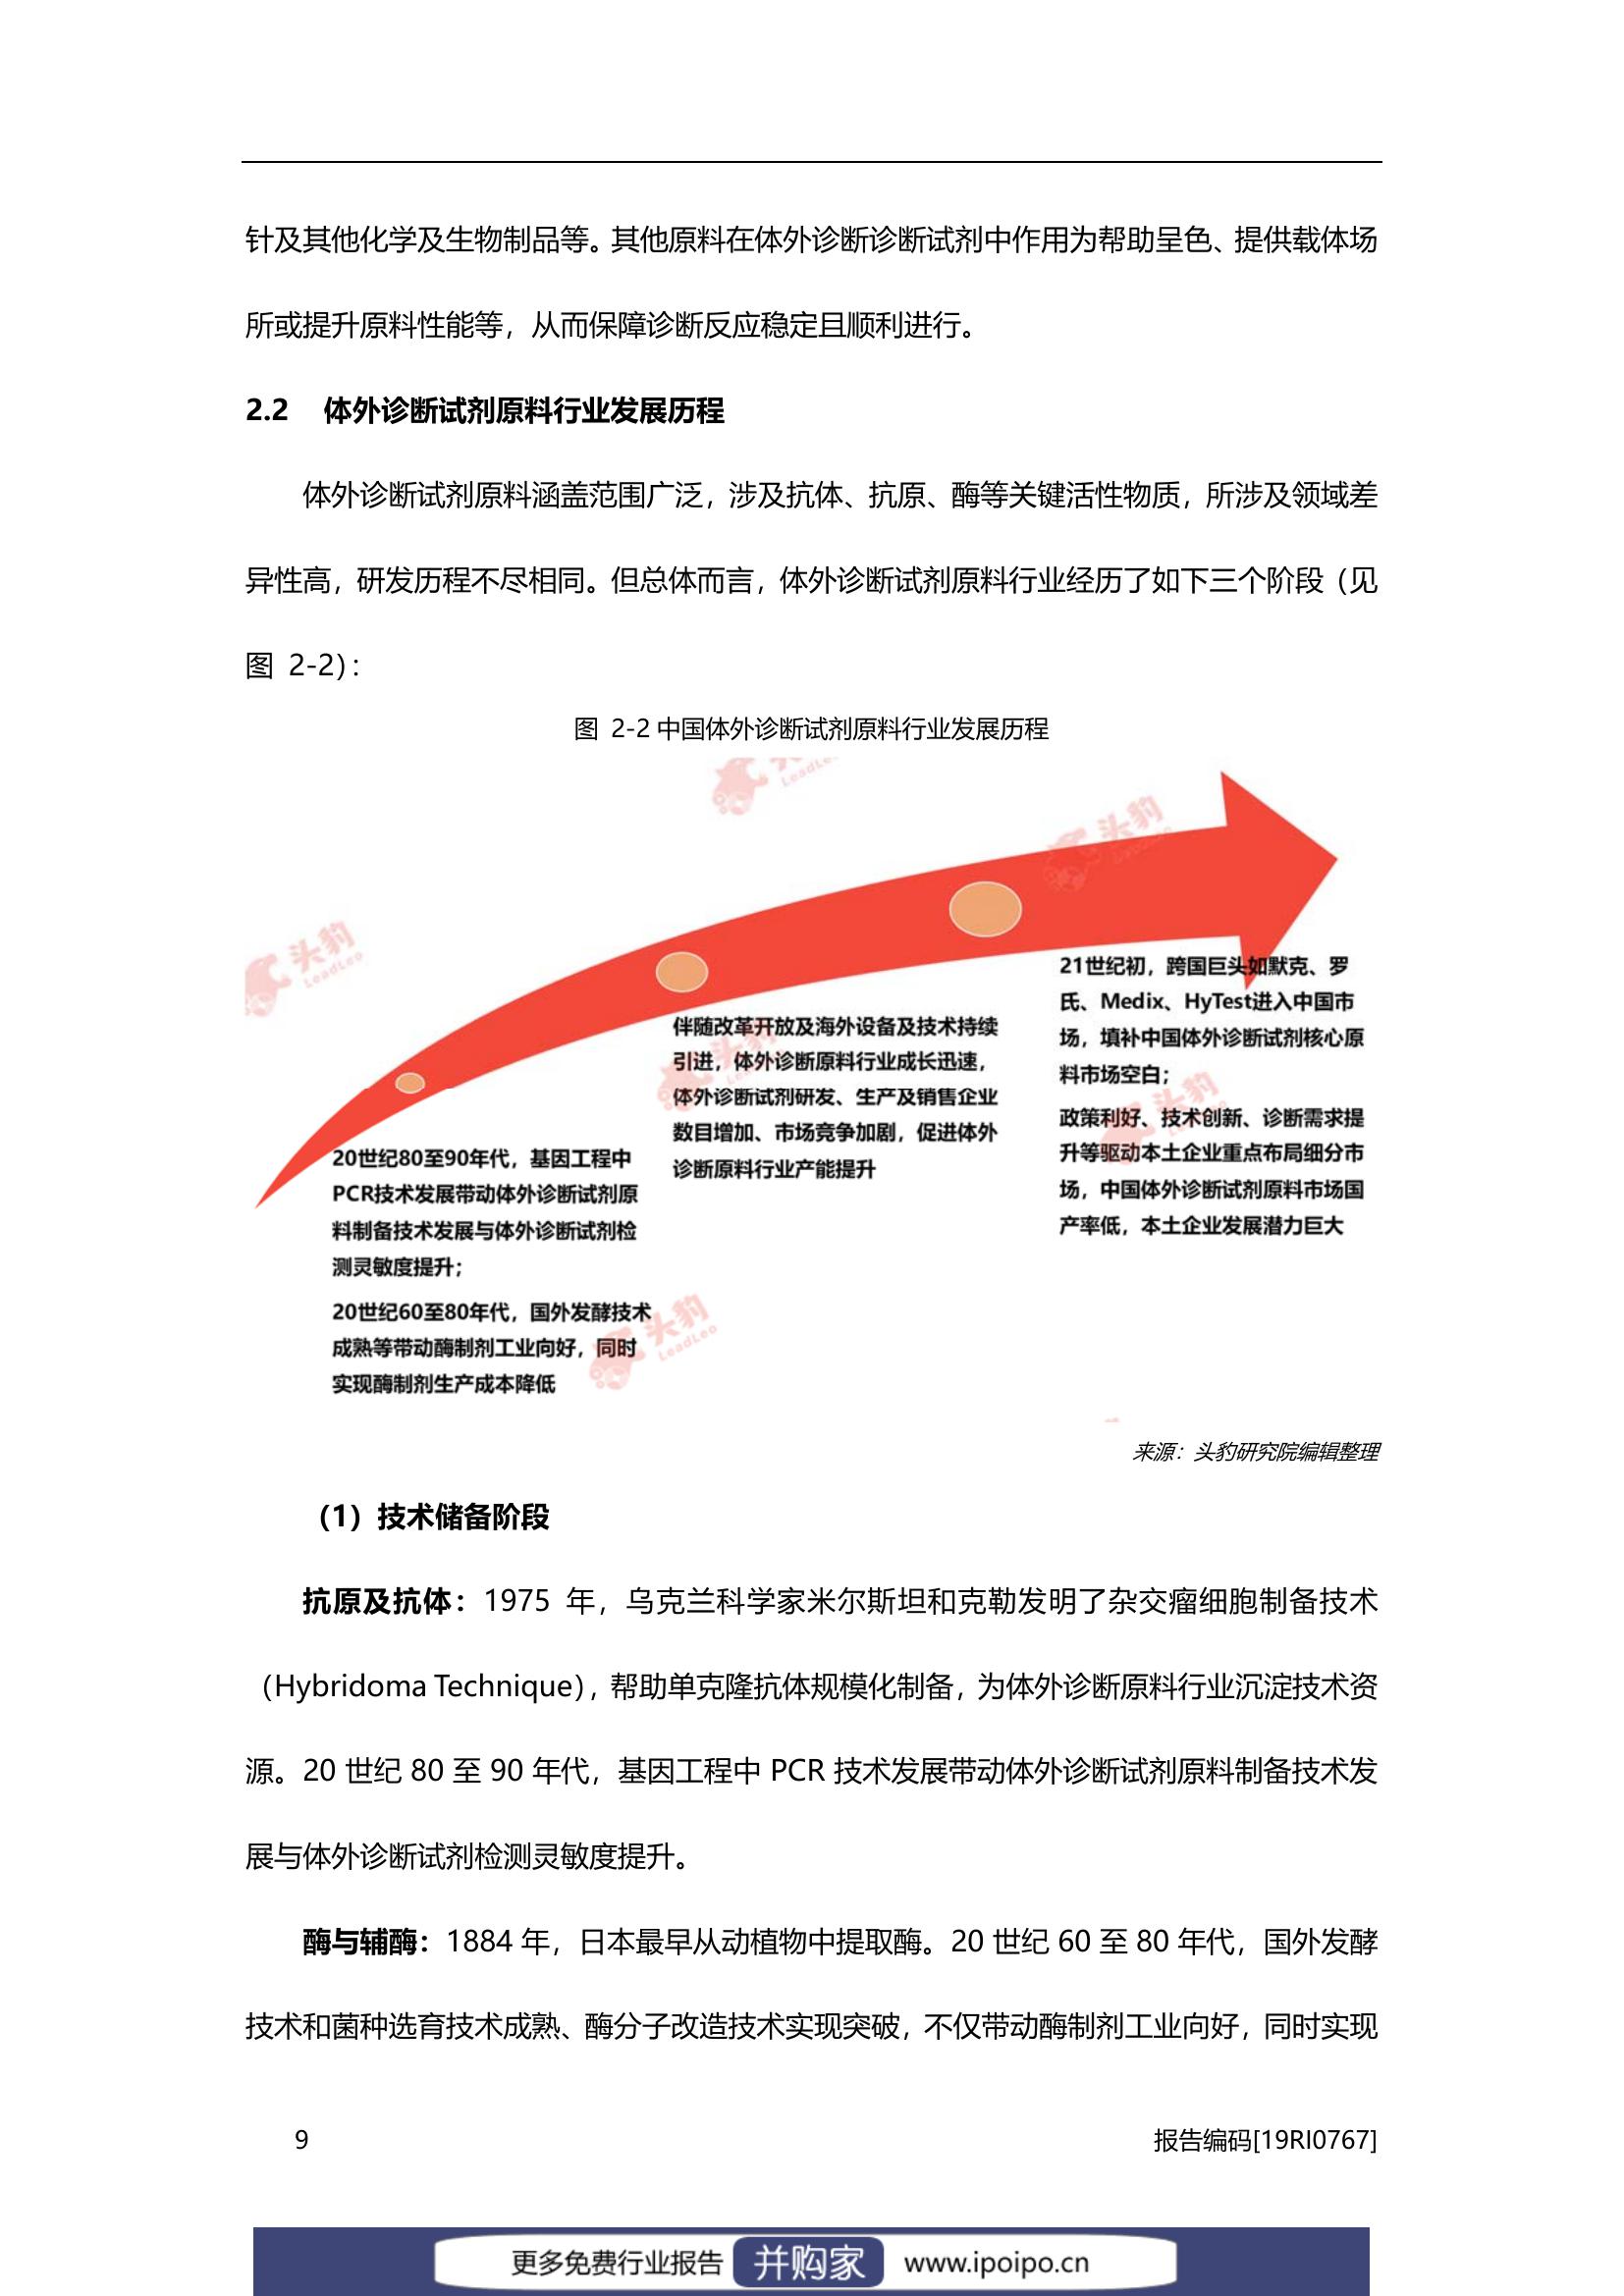 针及其他化学及生物制品等。其他原料在体外诊断诊断试剂中作用为帮助呈色、提供载体场
所或提升原料性能等，从而保障诊断反应稳定且顺利进行。
2.2 体外诊断试剂原料行业发展历程
体外诊断试剂原料涵盖范围广泛，涉及抗体、抗原、酶等关键活性物质，所涉及领域差
异性高，研发历程不尽相同。但总体而言，体外诊断试剂原料行业经历了如下三个阶段（见
图 2-2）：
图 2-2 中国体外诊断试剂原料行业发展历程
头豹
LeadLeo
头豹
头豹
LeadLeo
20世纪80至90年代，基因工程中
PCR技术发展带动体外诊断试剂原
料制备技术发展与体外诊断试剂检
测灵敏度提升；
20世纪60至80年代，国外发酵技术
成熟等带动酶制剂工业向好，同时
实现酶制剂生产成本降低
伴随改革开放及海外设备及技术持续
引进，体外诊断原料行业成长迅速，
体外诊断试剂研发、生产及销售企业
数目增加、市场竞争加剧，促进体外
诊断原料行业产能提升
21世纪初，跨国巨头如默克、罗
氏、Medix、HyTest进入中国市
场，填补中国体外诊断试剂核心原
料市场空白；
政策利好、技术创新、诊断需求提
升等驱动本土企业重点布局细分市
场，中国体外诊断试剂原料市场国
产率低，本土企业发展潜力巨大
头豹
头豹
头豹
LeadLeo
来源：头豹研究院编辑整理
（1）技术储备阶段
抗原及抗体：1975 年，乌克兰科学家米尔斯坦和克勒发明了杂交瘤细胞制备技术
（Hybridoma Technique），帮助单克隆抗体规模化制备，为体外诊断原料行业沉淀技术资
源。20 世纪 80 至 90 年代，基因工程中 PCR 技术发展带动体外诊断试剂原料制备技术发
展与体外诊断试剂检测灵敏度提升。
酶与辅酶：1884 年，日本最早从动植物中提取酶。20 世纪 60 至 80 年代，国外发酵
技术和菌种选育技术成熟、酶分子改造技术实现突破，不仅带动酶制剂工业向好，同时实现
9 报告编码[19RI0767]
更多免费行业报告 并购家 www.ipoipo.cn